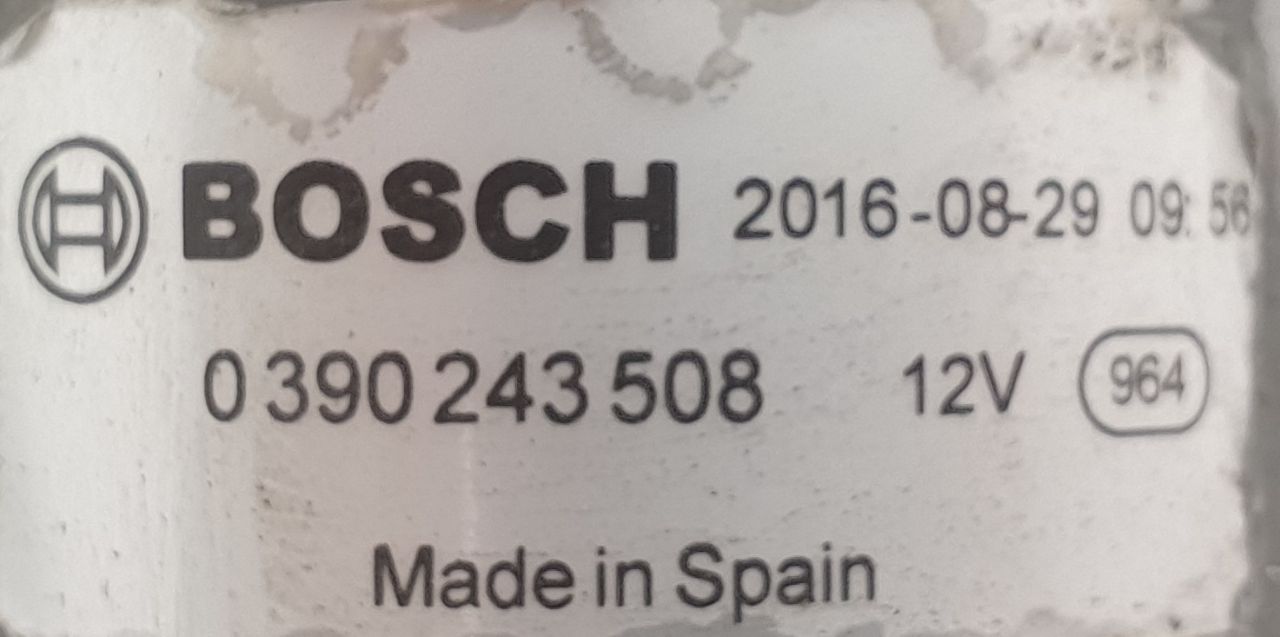 BOSCH 2016-08-29 09:56
0 390 243 508 12V 964
Made in Spain